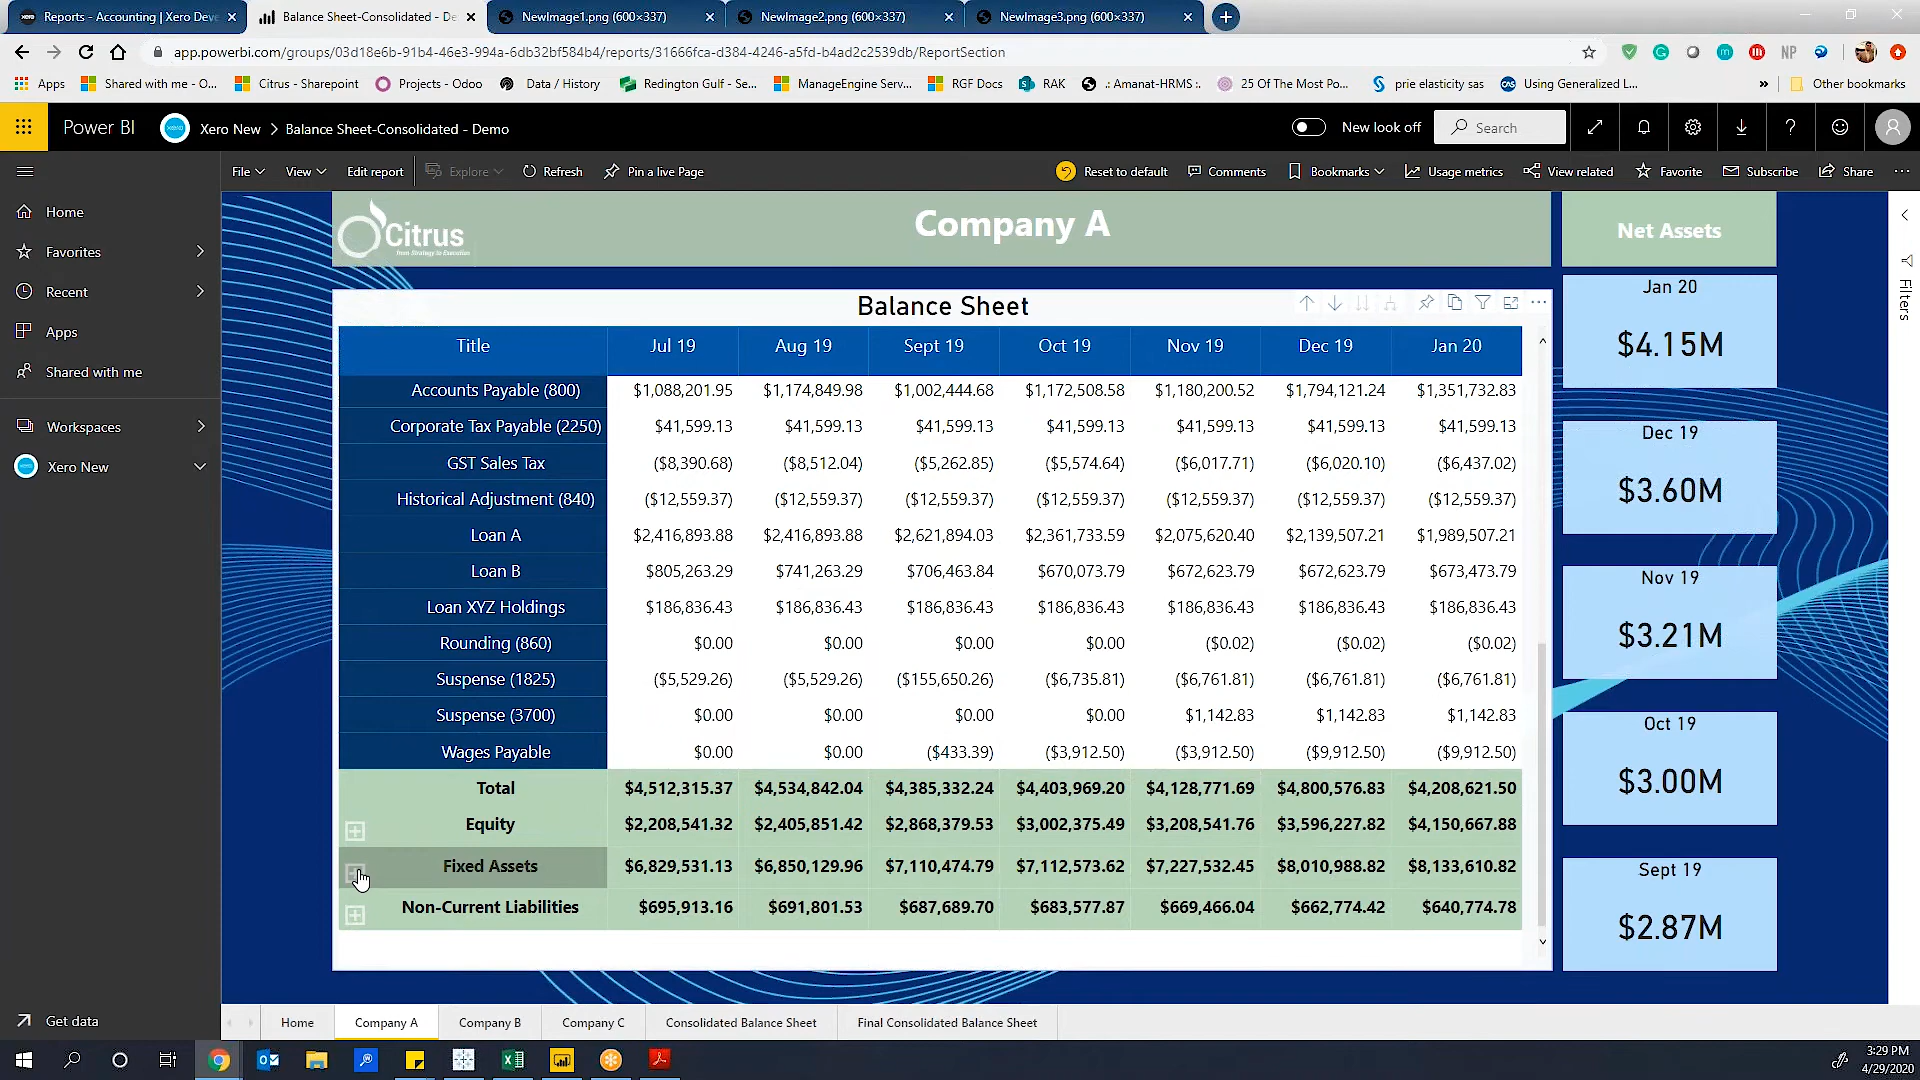 Reports - Accounting | Xero Deve
Balance Sheet-Consolidated - Dem
NewImage1.png (600×337)
NewImage2.png (600×337)
NewImage3.png (600×337)
app.powerbi.com/groups/03d18e6b-91b4-46e3-994a-6db32bf584b4/reports/31666fca-d384-4246-a5fd-b4ad2c2539db/ReportSection
Apps
Shared with me - O...
Citrus - Sharepoint
Projects - Odoo
Data / History
Redington Gulf - Se...
ManageEngine Serv...
RGF Docs
RAK
.: Amanat-HRMS :.
25 Of The Most Po...
prie elasticity sas
Using Generalized L...
» Other bookmarks
Power BI
Xero New > Balance Sheet-Consolidated - Demo
New look off
Search
File View Edit report Explore Refresh Pin a live Page
Reset to default Comments Bookmarks Usage metrics View related Favorite Subscribe Share
Home
Favorites
Recent
Apps
Shared with me
Workspaces
Xero New
Get data
Citrus
from Strategy to Execution
Company A
Net Assets
Filters
Balance Sheet
Title Jul 19 Aug 19 Sept 19 Oct 19 Nov 19 Dec 19 Jan 20
Accounts Payable (800) $1,088,201.95 $1,174,849.98 $1,002,444.68 $1,172,508.58 $1,180,200.52 $1,794,121.24 $1,351,732.83
Corporate Tax Payable (2250) $41,599.13 $41,599.13 $41,599.13 $41,599.13 $41,599.13 $41,599.13 $41,599.13
GST Sales Tax ($8,390.68) ($8,512.04) ($5,262.85) ($5,574.64) ($6,017.71) ($6,020.10) ($6,437.02)
Historical Adjustment (840) ($12,559.37) ($12,559.37) ($12,559.37) ($12,559.37) ($12,559.37) ($12,559.37) ($12,559.37)
Loan A $2,416,893.88 $2,416,893.88 $2,621,894.03 $2,361,733.59 $2,075,620.40 $2,139,507.21 $1,989,507.21
Loan B $805,263.29 $741,263.29 $706,463.84 $670,073.79 $672,623.79 $672,623.79 $673,473.79
Loan XYZ Holdings $186,836.43 $186,836.43 $186,836.43 $186,836.43 $186,836.43 $186,836.43 $186,836.43
Rounding (860) $0.00 $0.00 $0.00 $0.00 ($0.02) ($0.02) ($0.02)
Suspense (1825) ($5,529.26) ($5,529.26) ($155,650.26) ($6,735.81) ($6,761.81) ($6,761.81) ($6,761.81)
Suspense (3700) $0.00 $0.00 $0.00 $0.00 $1,142.83 $1,142.83 $1,142.83
Wages Payable $0.00 $0.00 ($433.39) ($3,912.50) ($3,912.50) ($9,912.50) ($9,912.50)
Total $4,512,315.37 $4,534,842.04 $4,385,332.24 $4,403,969.20 $4,128,771.69 $4,800,576.83 $4,208,621.50
Equity $2,208,541.32 $2,405,851.42 $2,868,379.53 $3,002,375.49 $3,208,541.76 $3,596,227.82 $4,150,667.88
Fixed Assets $6,829,531.13 $6,850,129.96 $7,110,474.79 $7,112,573.62 $7,227,532.45 $8,010,988.82 $8,133,610.82
Non-Current Liabilities $695,913.16 $691,801.53 $687,689.70 $683,577.87 $669,466.04 $662,774.42 $640,774.78
Jan 20
$4.15M
Dec 19
$3.60M
Nov 19
$3.21M
Oct 19
$3.00M
Sept 19
$2.87M
Home Company A Company B Company C Consolidated Balance Sheet Final Consolidated Balance Sheet
3:29 PM
4/29/2020